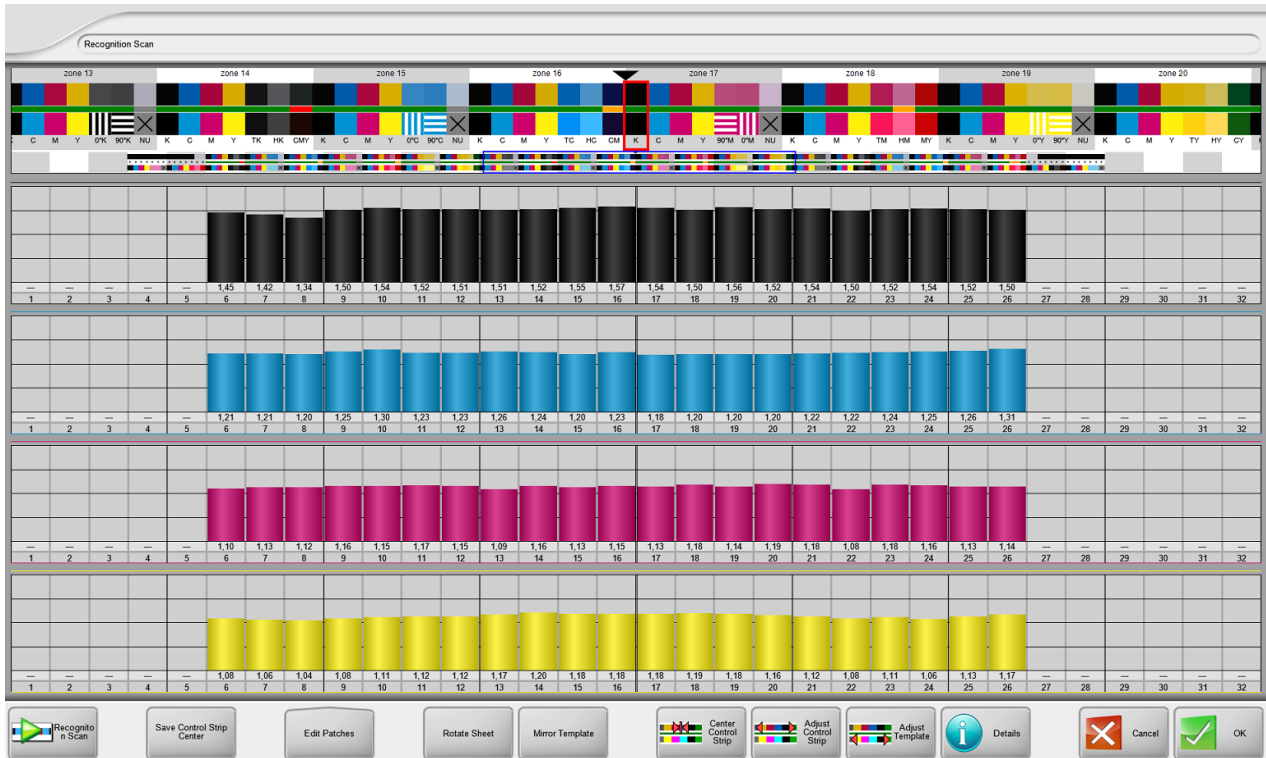 Recognition Scan
zone 13 zone 14 zone 15 zone 16 zone 17 zone 18 zone 19 zone 20
C M Y 0°K 90°K NU K C M Y TK HK CMY K C M Y 0°C 90°C NU K C M Y TC HC CM K C M Y 90°M 0°M NU K C M Y TM HM MY K C M Y 0°Y 90°Y NU K C M Y TY HY CY
--- --- --- --- --- 1,45 1,42 1,34 1,50 1,54 1,52 1,51 1,51 1,52 1,55 1,57 1,54 1,50 1,56 1,52 1,54 1,50 1,52 1,54 1,52 1,50 --- --- --- --- --- ---
1 2 3 4 5 6 7 8 9 10 11 12 13 14 15 16 17 18 19 20 21 22 23 24 25 26 27 28 29 30 31 32
--- --- --- --- --- 1,21 1,21 1,20 1,25 1,30 1,23 1,23 1,26 1,24 1,20 1,23 1,18 1,20 1,20 1,20 1,22 1,22 1,24 1,25 1,26 1,31 --- --- --- --- --- ---
1 2 3 4 5 6 7 8 9 10 11 12 13 14 15 16 17 18 19 20 21 22 23 24 25 26 27 28 29 30 31 32
--- --- --- --- --- 1,10 1,13 1,12 1,16 1,15 1,17 1,15 1,09 1,16 1,13 1,15 1,13 1,18 1,14 1,19 1,18 1,08 1,18 1,16 1,13 1,14 --- --- --- --- --- ---
1 2 3 4 5 6 7 8 9 10 11 12 13 14 15 16 17 18 19 20 21 22 23 24 25 26 27 28 29 30 31 32
--- --- --- --- --- 1,08 1,06 1,04 1,08 1,11 1,12 1,12 1,17 1,20 1,18 1,18 1,18 1,19 1,18 1,16 1,12 1,08 1,11 1,06 1,13 1,17 --- --- --- --- --- ---
1 2 3 4 5 6 7 8 9 10 11 12 13 14 15 16 17 18 19 20 21 22 23 24 25 26 27 28 29 30 31 32
Recognito
n Scan
Save Control Strip
Center
Edit Patches
Rotate Sheet
Mirror Template
Center
Control
Strip
Adjust
Control
Strip
Adjust
Template
Details
Cancel
OK